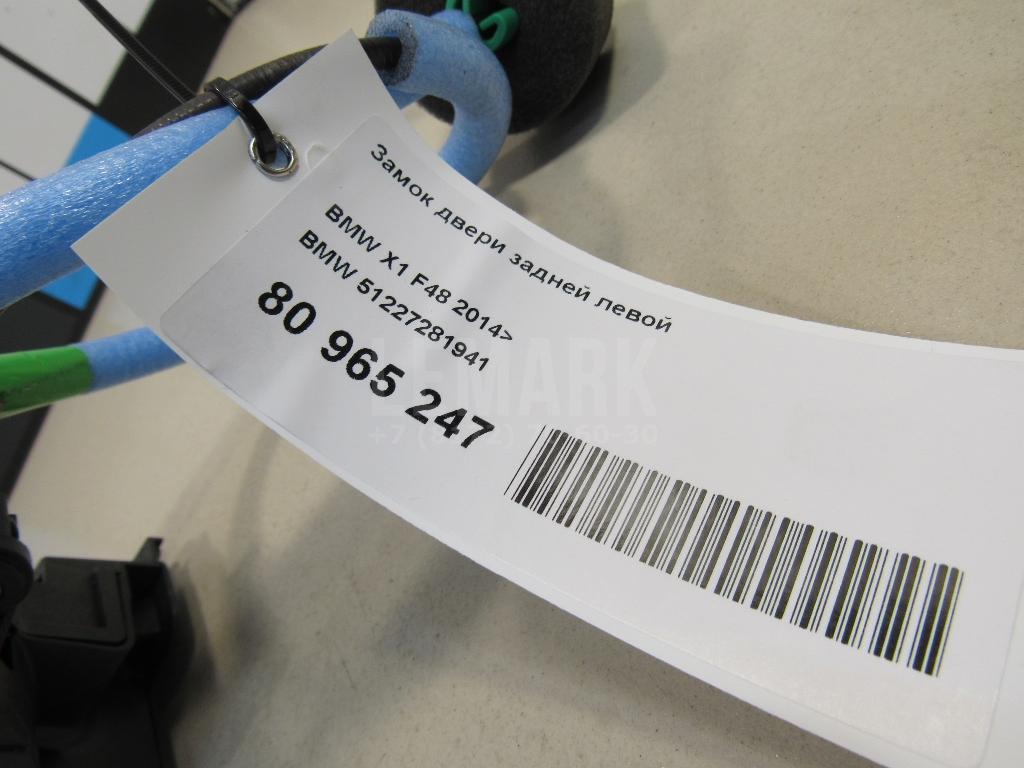 Замок двери задней левой
BMW X1 F48 2014>
BMW 51227281941
80 965 247
LEMARK